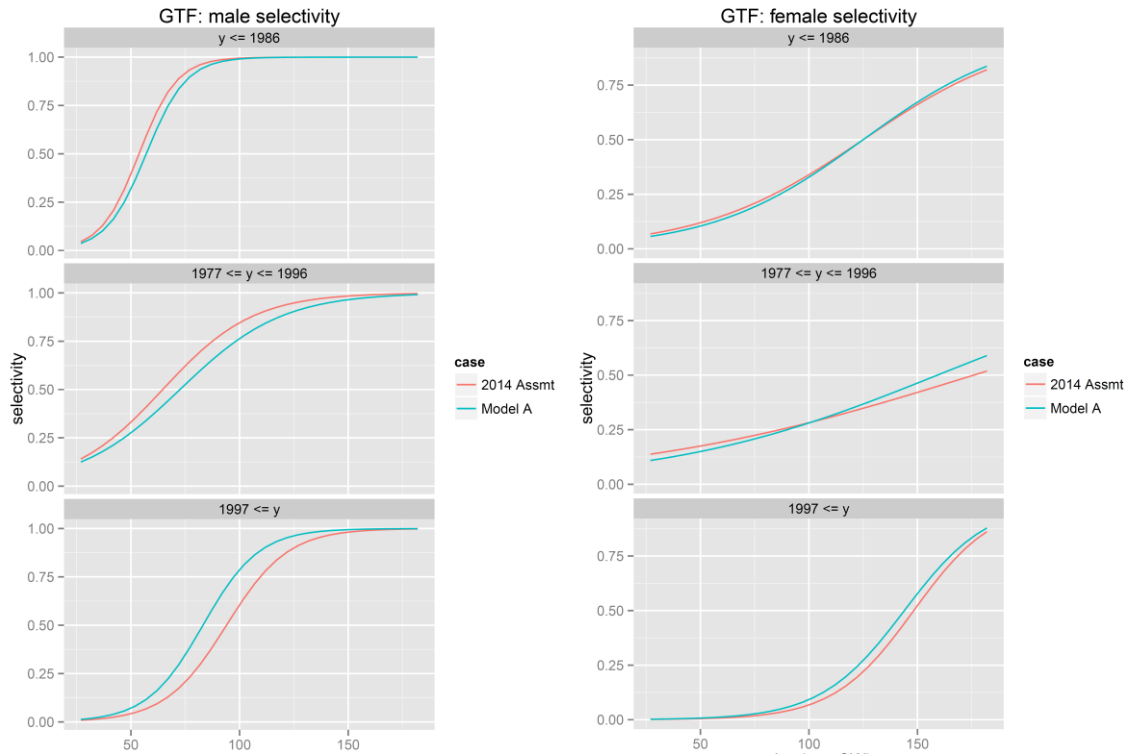 GTF: male selectivity
y <= 1986
1.00
0.75
0.50
0.25
0.00
1977 <= y <= 1996
1.00
0.75
0.50
0.25
0.00
1997 <= y
1.00
0.75
0.50
0.25
0.00
50
100
150
selectivity
case
2014 Assmt
Model A
GTF: female selectivity
y <= 1986
0.75
0.50
0.25
0.00
1977 <= y <= 1996
0.75
0.50
0.25
0.00
1997 <= y
0.75
0.50
0.25
0.00
50
100
150
selectivity
case
2014 Assmt
Model A